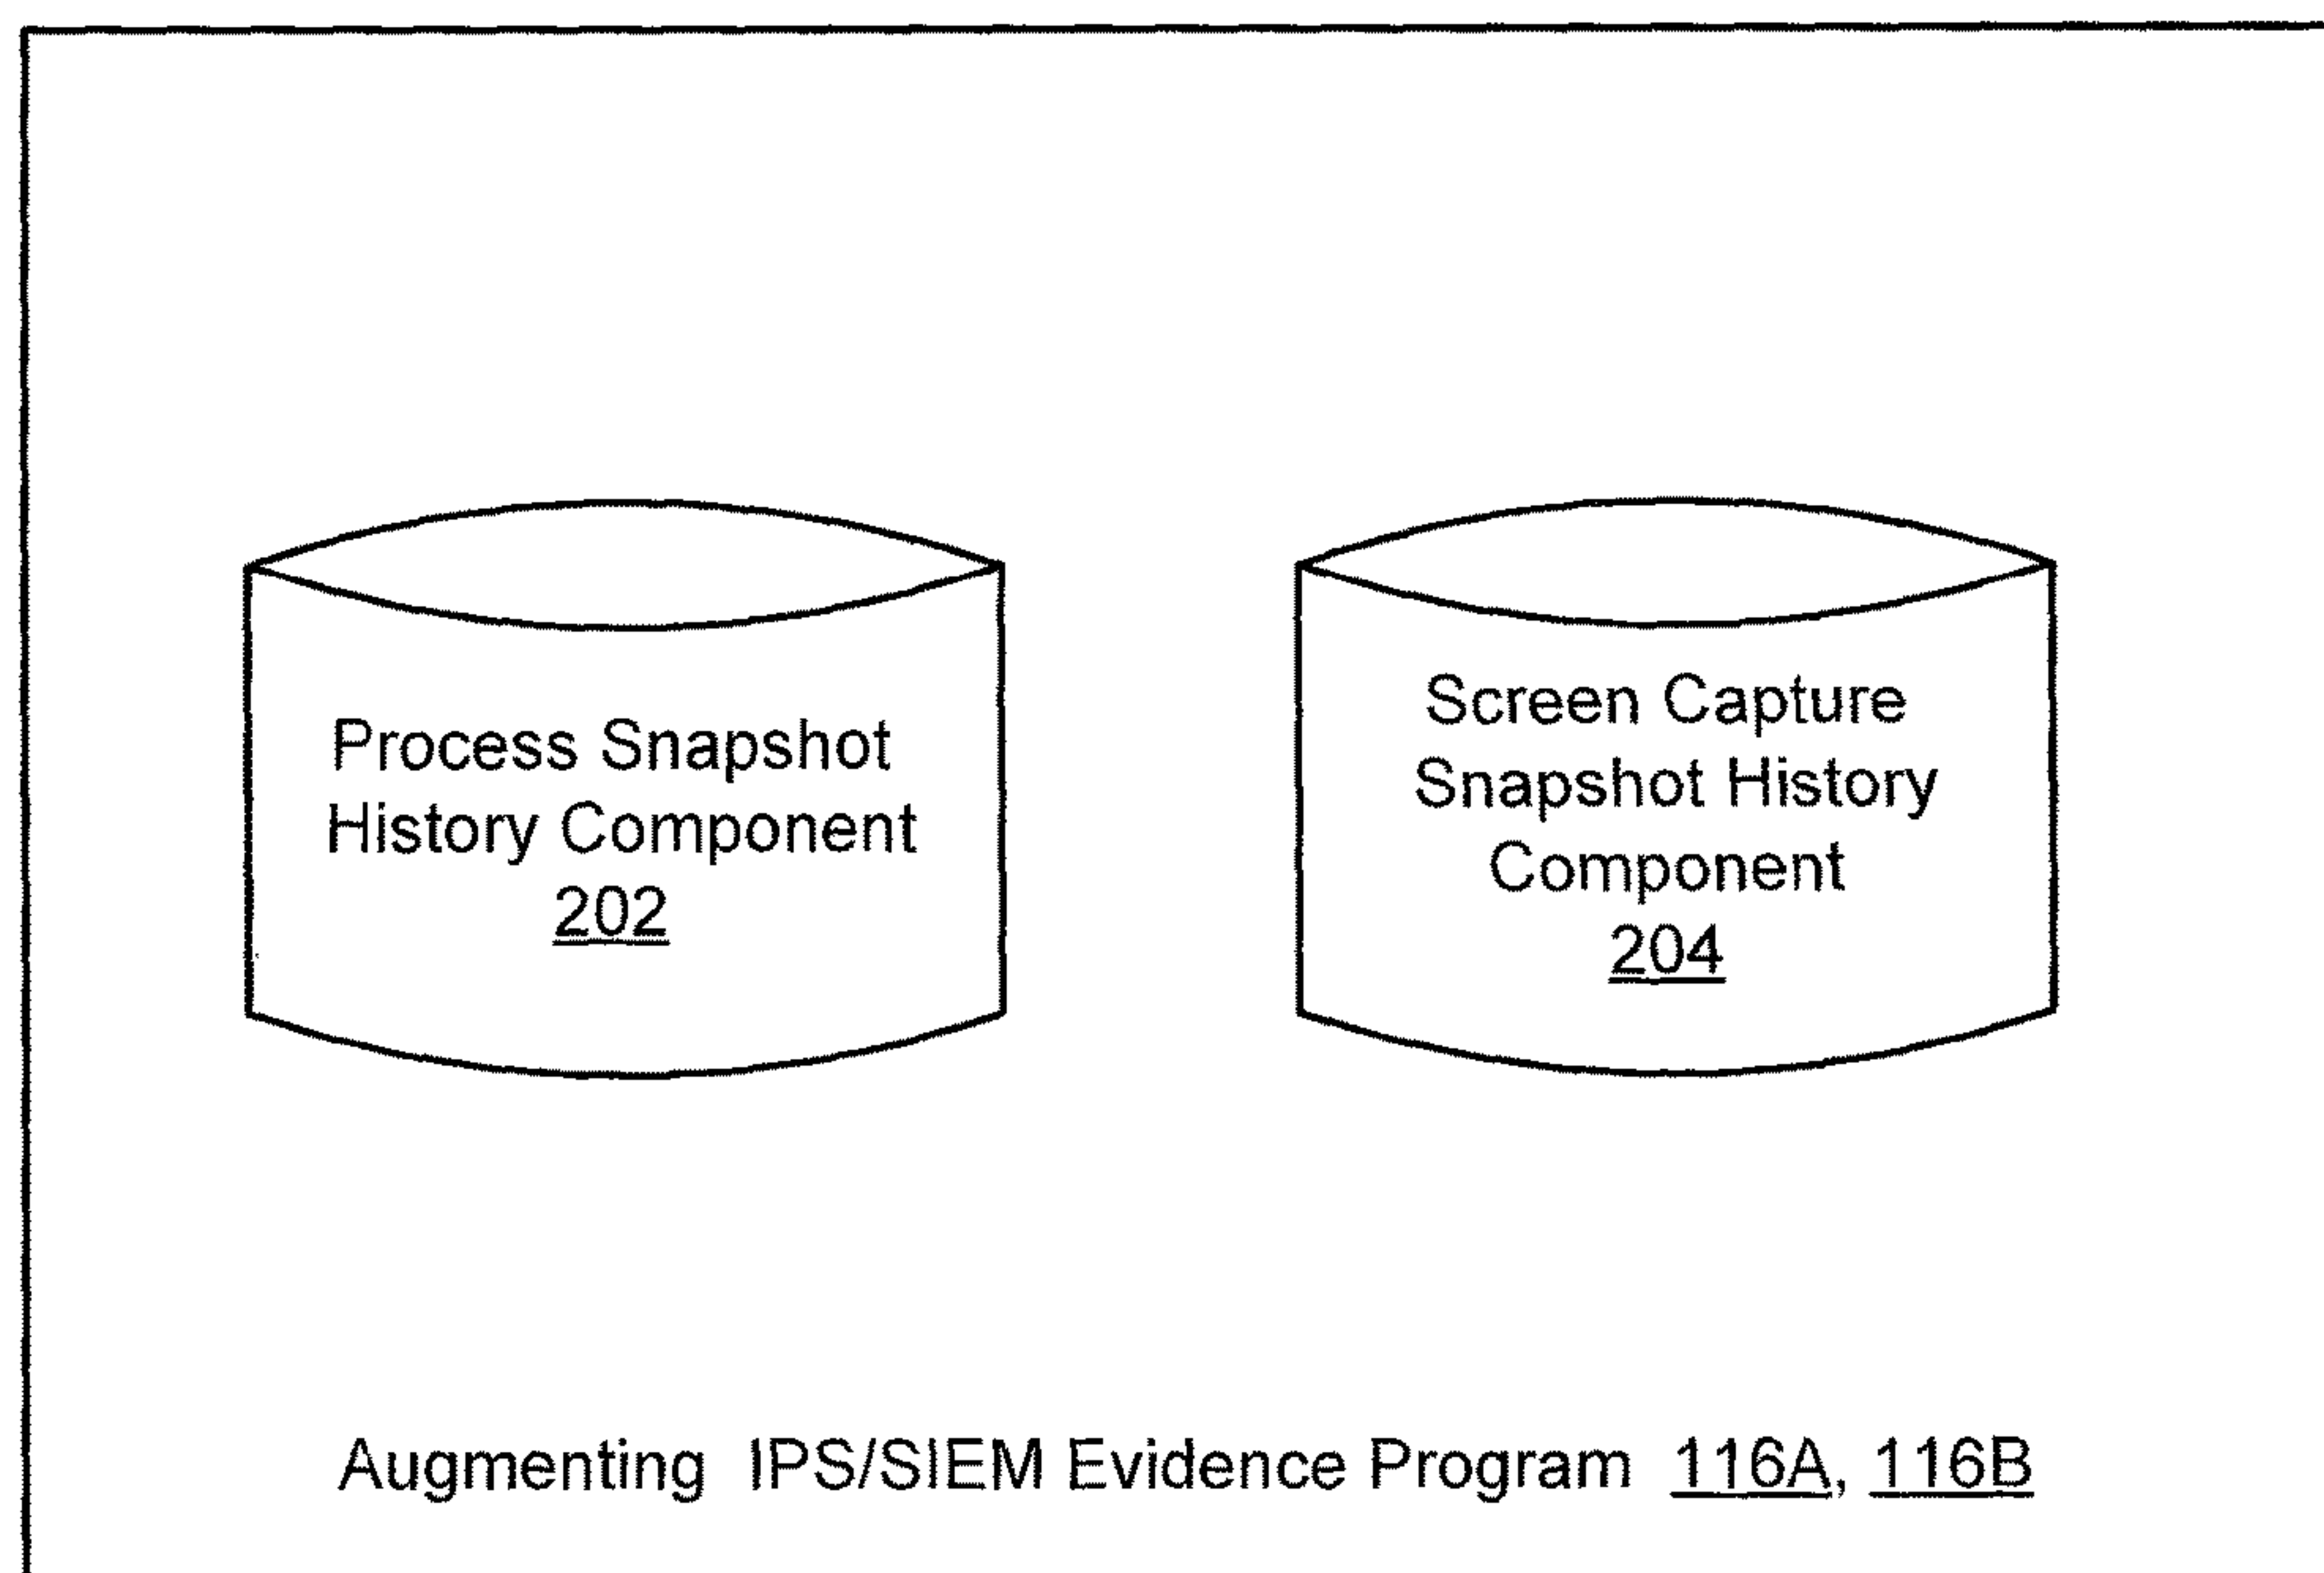 Process Snapshot
History Component
202
Screen Capture
Snapshot History
Component
204
Augmenting IPS/SIEM Evidence Program 116A, 116B